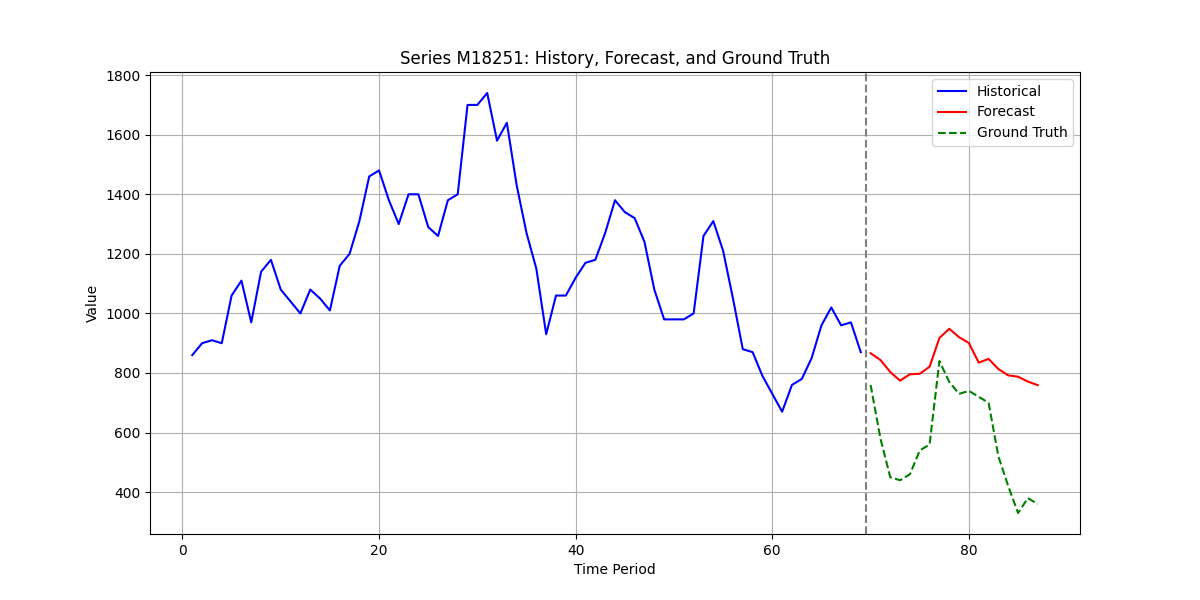 Series M18251: History, Forecast, and Ground Truth
1800
1600
1400
1200
1000
800
600
400
Value
Historical
Forecast
Ground Truth
0 20 40 60 80
Time Period